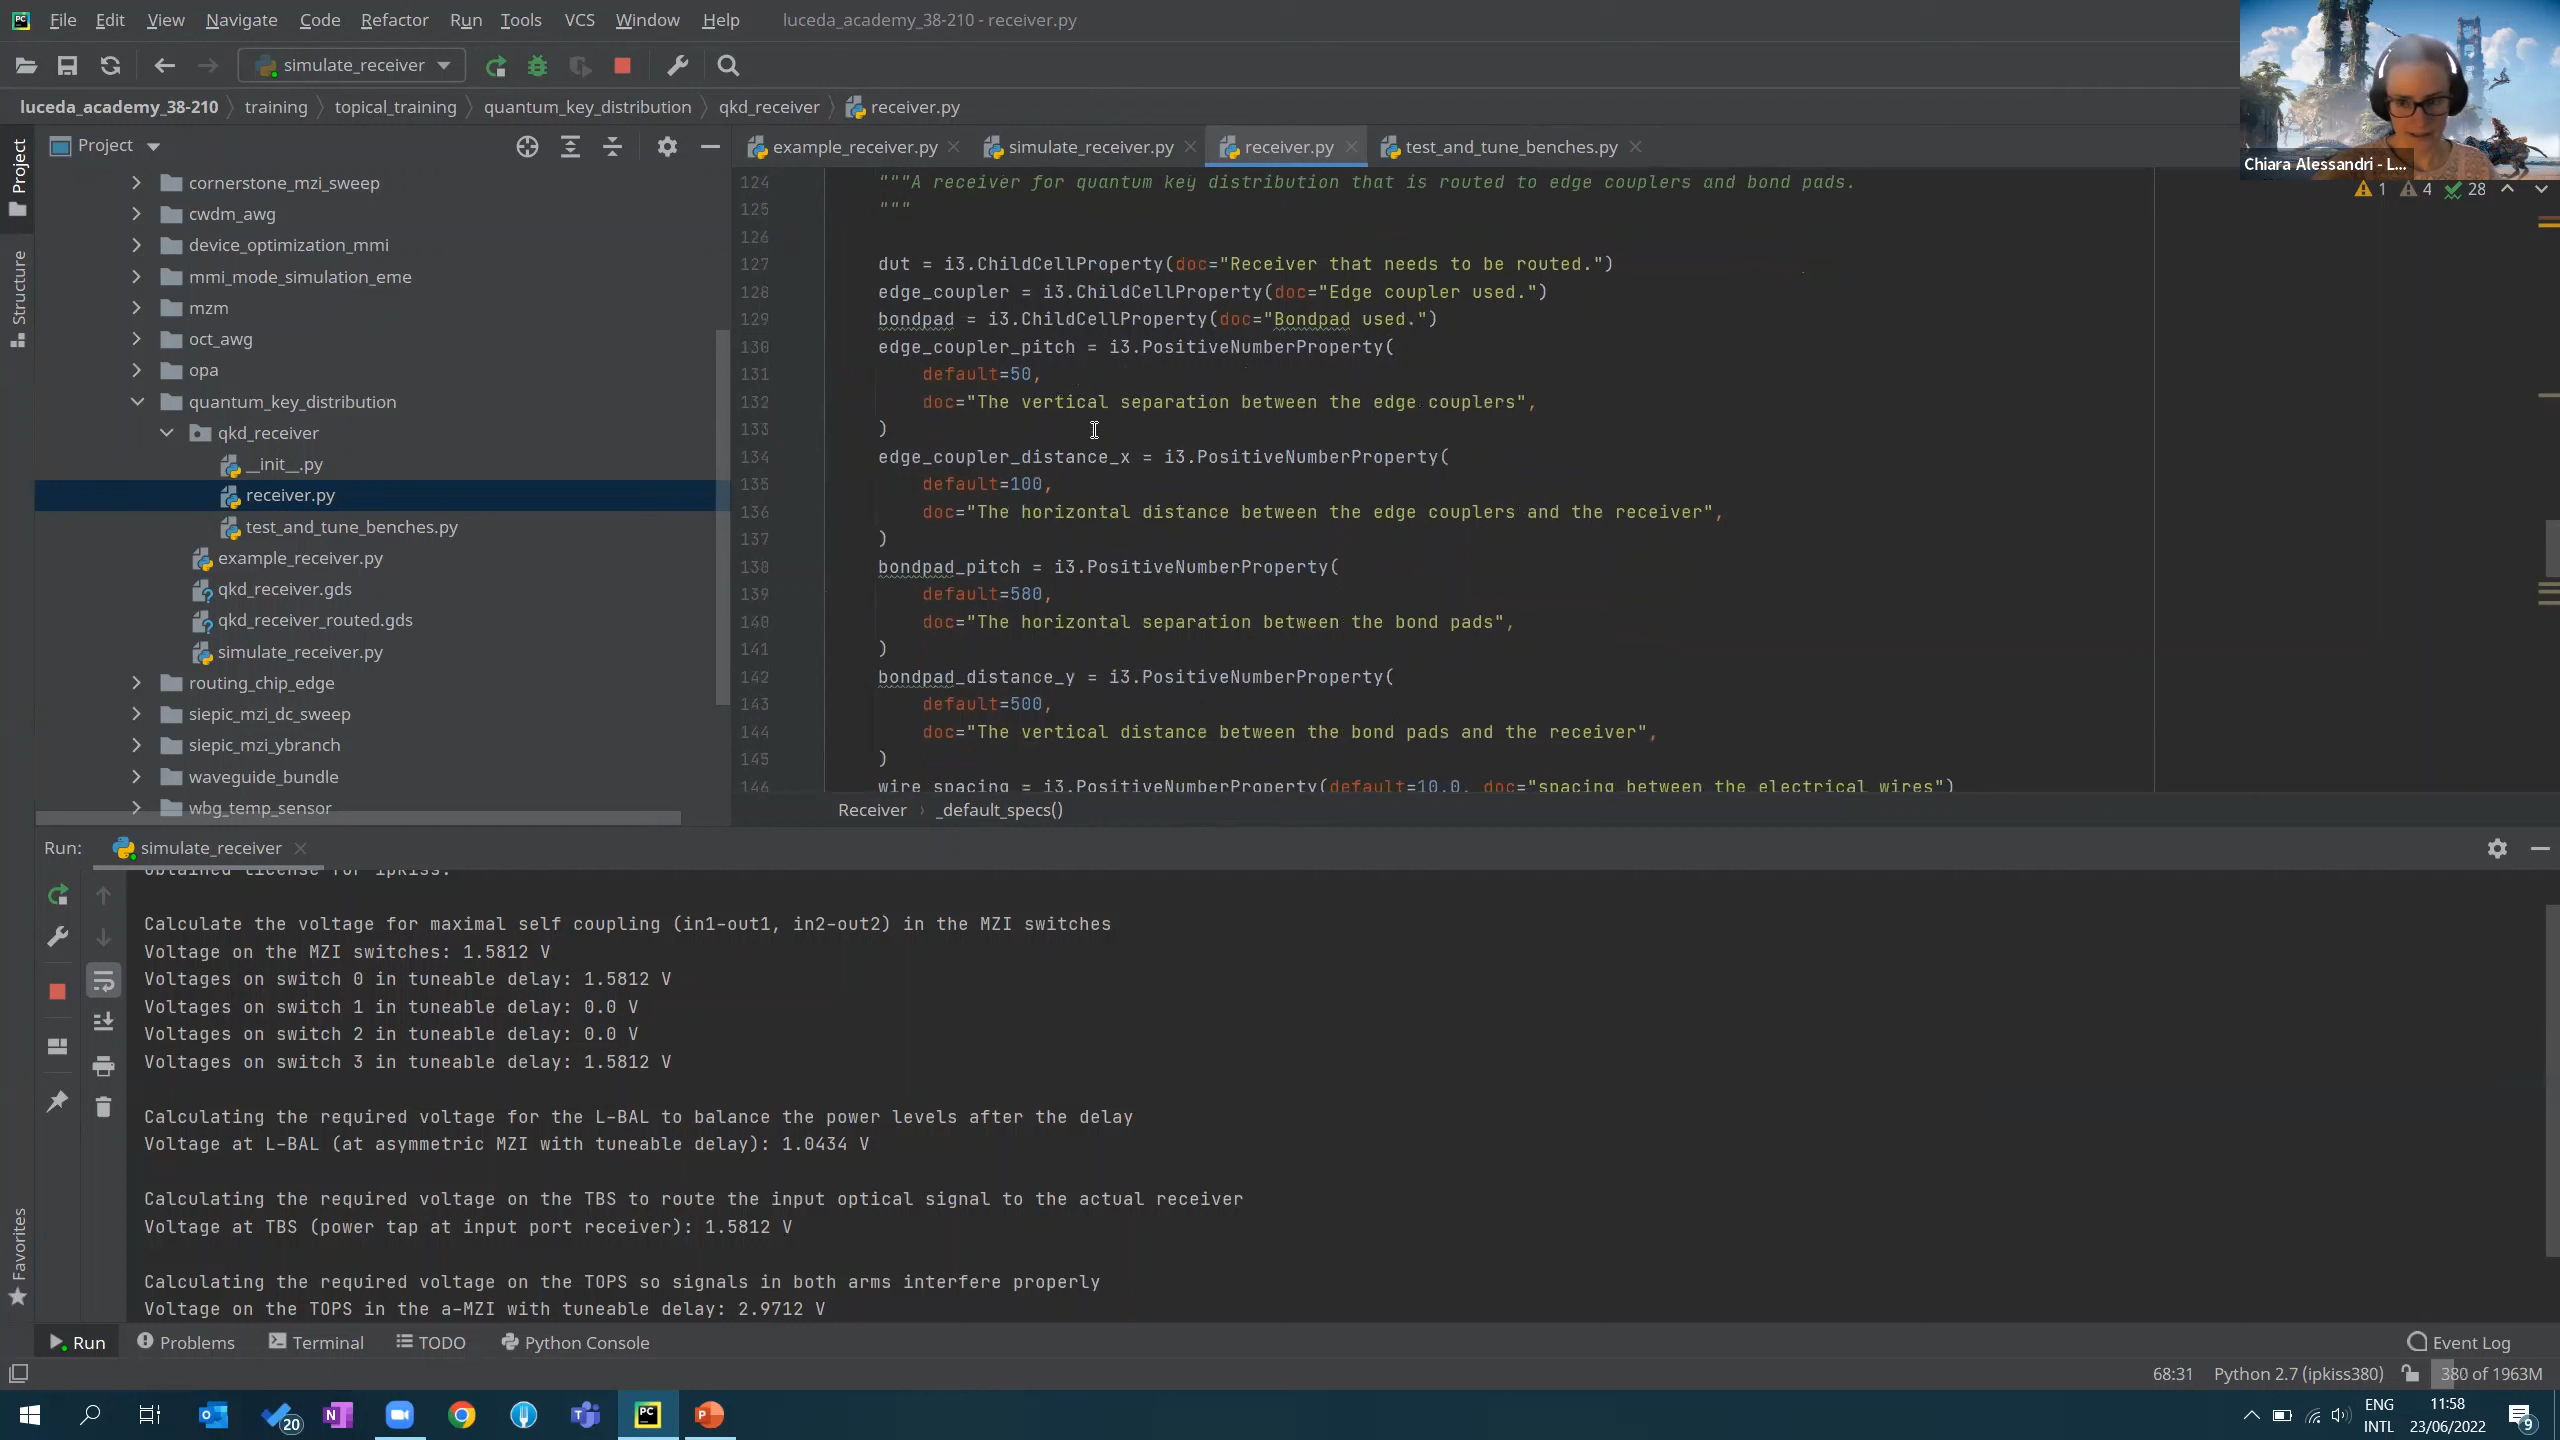 File Edit View Navigate Code Refactor Run Tools VCS Window Help luceda_academy_38-210 - receiver.py
simulate_receiver
luceda_academy_38-210 training topical_training quantum_key_distribution qkd_receiver receiver.py
Chiara Alessandri - L...
Project
Project
Structure
Favorites
cornerstone_mzi_sweep
cwdm_awg
device_optimization_mmi
mmi_mode_simulation_eme
mzm
oct_awg
opa
quantum_key_distribution
qkd_receiver
__init__.py
receiver.py
test_and_tune_benches.py
example_receiver.py
qkd_receiver.gds
qkd_receiver_routed.gds
simulate_receiver.py
routing_chip_edge
siepic_mzi_dc_sweep
siepic_mzi_ybranch
waveguide_bundle
wbg_temp_sensor
example_receiver.py simulate_receiver.py receiver.py test_and_tune_benches.py
1 4 28
124 """A receiver for quantum key distribution that is routed to edge couplers and bond pads.
125 """
126
127 dut = i3.ChildCellProperty(doc="Receiver that needs to be routed.")
128 edge_coupler = i3.ChildCellProperty(doc="Edge coupler used.")
129 bondpad = i3.ChildCellProperty(doc="Bondpad used.")
130 edge_coupler_pitch = i3.PositiveNumberProperty(
131 default=50,
132 doc="The vertical separation between the edge couplers",
133 )
134 edge_coupler_distance_x = i3.PositiveNumberProperty(
135 default=100,
136 doc="The horizontal distance between the edge couplers and the receiver",
137 )
138 bondpad_pitch = i3.PositiveNumberProperty(
139 default=580,
140 doc="The horizontal separation between the bond pads",
141 )
142 bondpad_distance_y = i3.PositiveNumberProperty(
143 default=500,
144 doc="The vertical distance between the bond pads and the receiver",
145 )
146 wire_spacing = i3.PositiveNumberProperty(default=10.0, doc="spacing between the electrical wires")
Receiver _default_specs()
Run: simulate_receiver
Obtained license for ipkiss.
Calculate the voltage for maximal self coupling (in1-out1, in2-out2) in the MZI switches
Voltage on the MZI switches: 1.5812 V
Voltages on switch 0 in tuneable delay: 1.5812 V
Voltages on switch 1 in tuneable delay: 0.0 V
Voltages on switch 2 in tuneable delay: 0.0 V
Voltages on switch 3 in tuneable delay: 1.5812 V
Calculating the required voltage for the L-BAL to balance the power levels after the delay
Voltage at L-BAL (at asymmetric MZI with tuneable delay): 1.0434 V
Calculating the required voltage on the TBS to route the input optical signal to the actual receiver
Voltage at TBS (power tap at input port receiver): 1.5812 V
Calculating the required voltage on the TOPS so signals in both arms interfere properly
Voltage on the TOPS in the a-MZI with tuneable delay: 2.9712 V
Run Problems Terminal TODO Python Console Event Log
68:31 Python 2.7 (ipkiss380) 380 of 1963M
20
ENG
INTL
11:58
23/06/2022
9